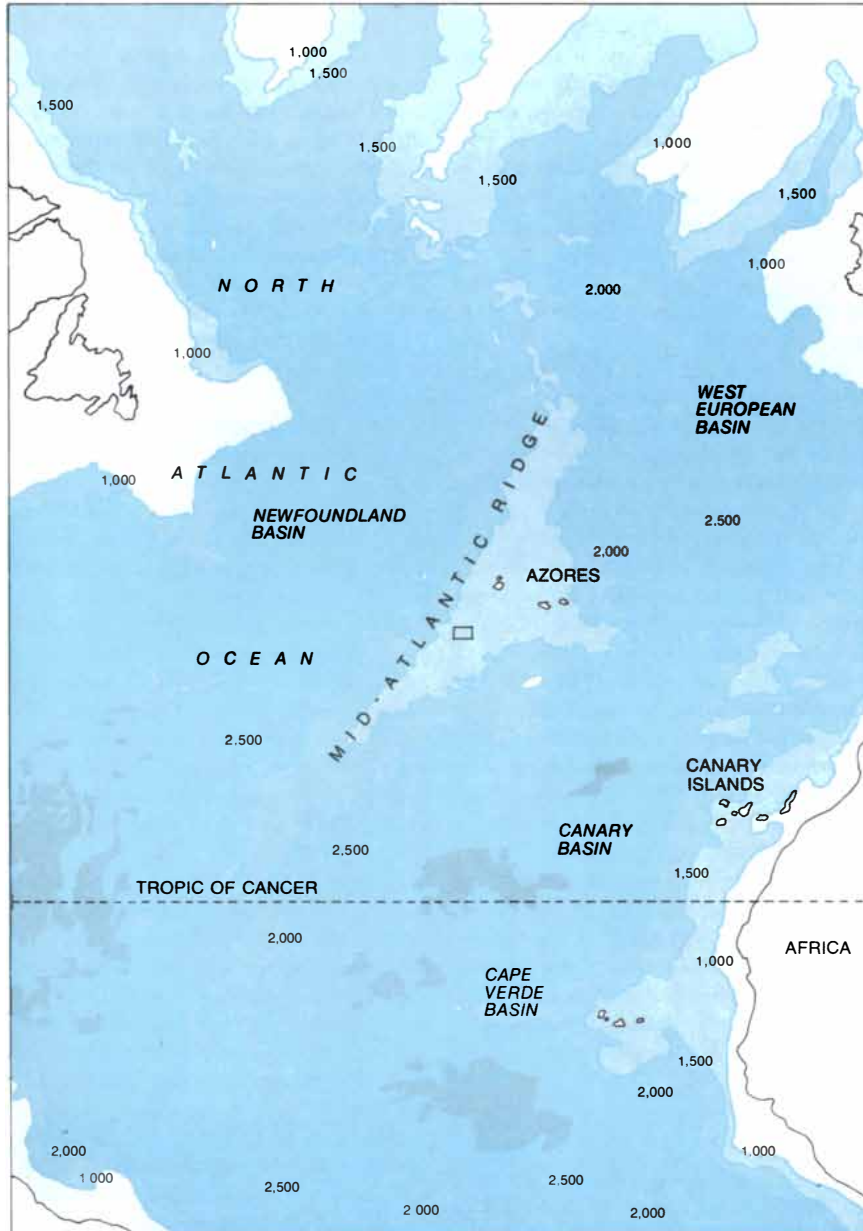 1,000
1,500
1,500
1,500
1,500
1,000
1,500
1,000
NORTH
2.000
1,000
WEST
EUROPEAN
BASIN
MID-ATLANTIC RIDGE
1,000
ATLANTIC
NEWFOUNDLAND
BASIN
2.500
2,000
AZORES
OCEAN
2.500
CANARY
ISLANDS
CANARY
BASIN
2,500
1,500
TROPIC OF CANCER
2,000
AFRICA
1,000
CAPE
VERDE
BASIN
1,500
2,000
2,000
1 000
1,000
2,500
2,500
2 000
2,000